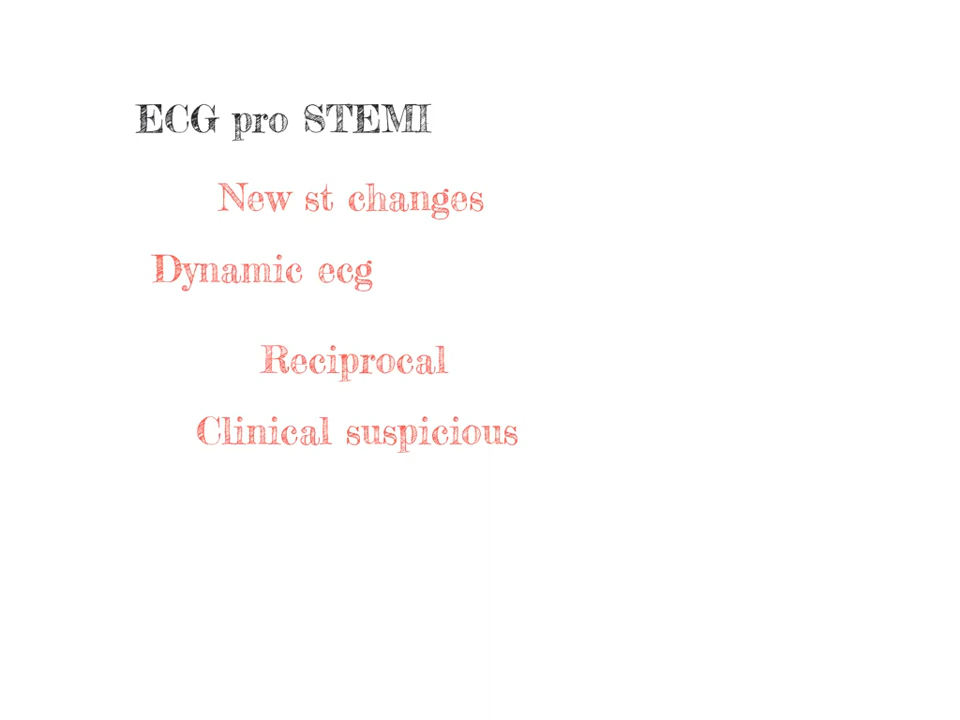 ECG pro STEMI
New st changes
Dynamic ecg
Reciprocal
Clinical suspicious